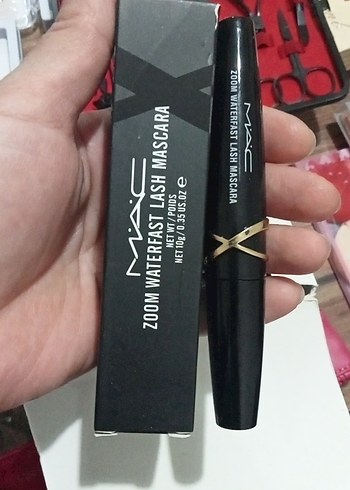 M·A·C
ZOOM WATERFAST LASH MASCARA
NET WT / POIDS
NET 10g/ 0.35 US.OZ e
M·A·C
ZOOM WATERFAST LASH MASCARA